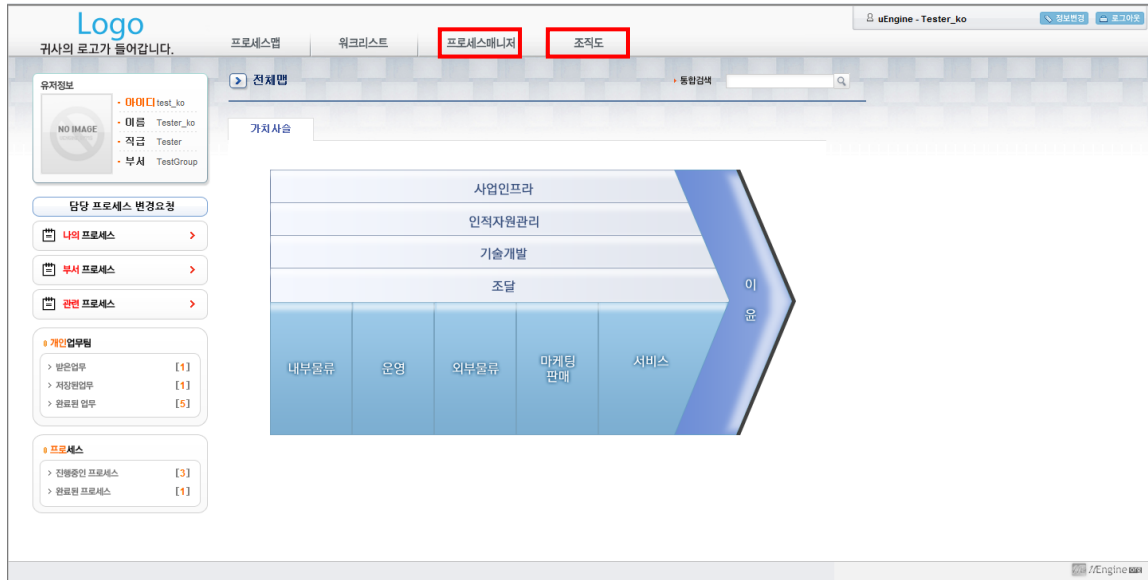 Logo
귀사의 로고가 들어갑니다.
프로세스맵
워크리스트
프로세스매니저
조직도
uEngine - Tester_ko
정보변경
로그아웃
유저정보
NO IMAGE
아이디 test_ko
이름 Tester_ko
직급 Tester
부서 TestGroup
전체맵
통합검색
가치사슬
담당 프로세스 변경요청
나의 프로세스
부서 프로세스
관련 프로세스
개인업무팀
받은업무 [1]
저장된업무 [1]
완료된 업무 [5]
프로세스
진행중인 프로세스 [3]
완료된 프로세스 [1]
사업인프라
인적자원관리
기술개발
조달
이
윤
내부물류
운영
외부물류
마케팅
판매
서비스
uEngine